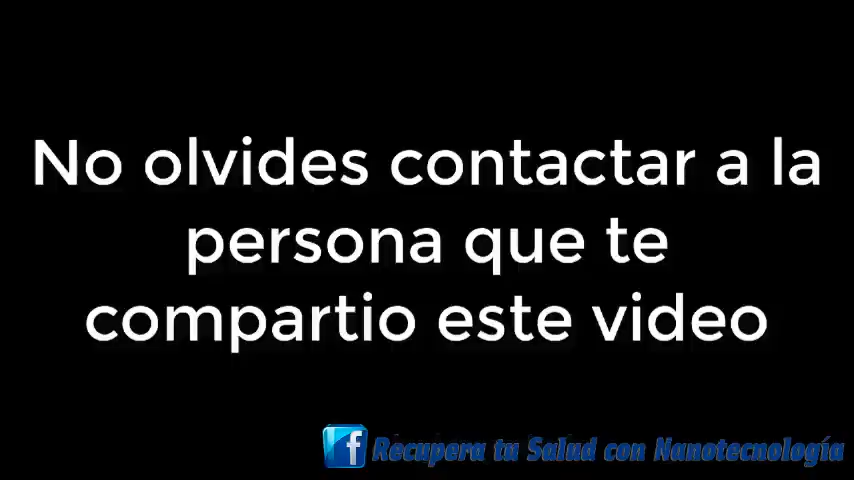 No olvides contactar a la
persona que te
compartio este video
Recupera tu Salud con Nanotecnología